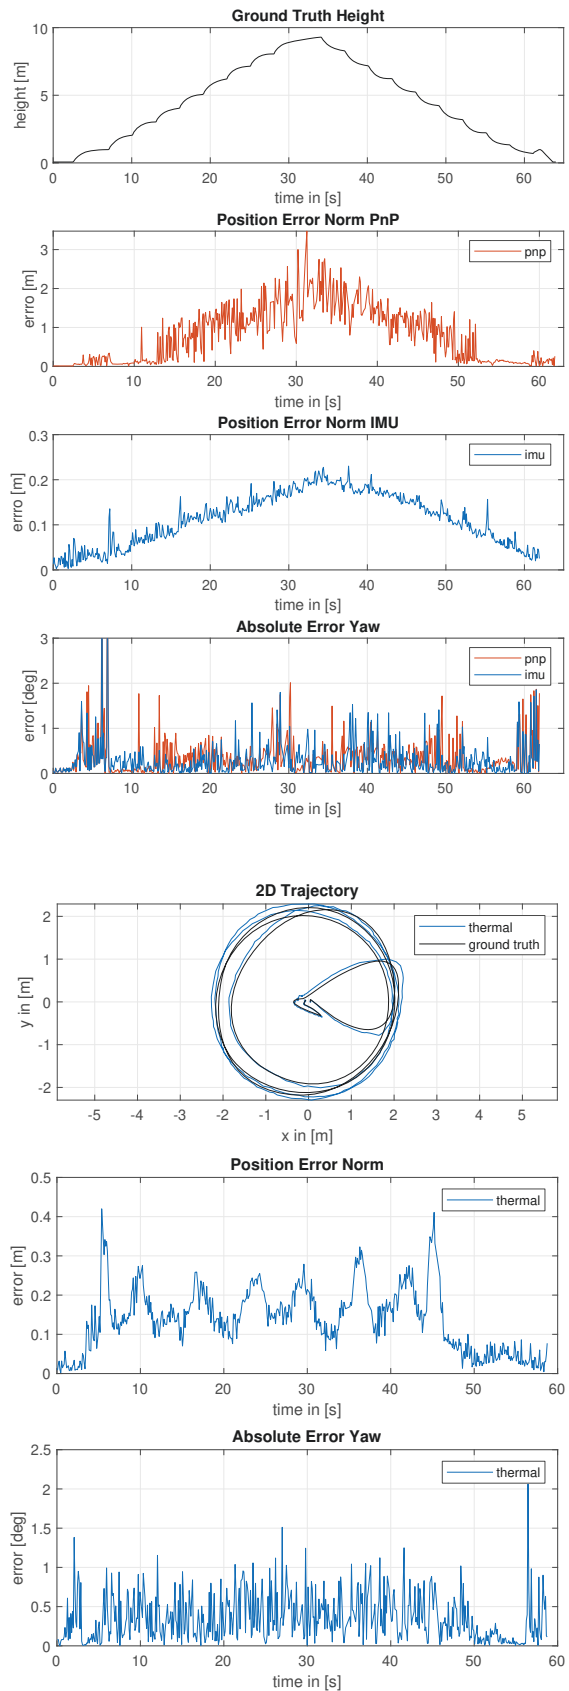 Ground Truth Height
10
5
0
height [m]
0 10 20 30 40 50 60
time in [s]
Position Error Norm PnP
pnp
3
2
1
0
errro [m]
0 10 20 30 40 50 60
time in [s]
Position Error Norm IMU
imu
0.3
0.2
0.1
0
errro [m]
0 10 20 30 40 50 60
time in [s]
Absolute Error Yaw
pnp
imu
3
2
1
0
error [deg]
0 10 20 30 40 50 60
time in [s]
2D Trajectory
thermal
ground truth
2
1
0
-1
-2
y in [m]
-5 -4 -3 -2 -1 0 1 2 3 4 5
x in [m]
Position Error Norm
thermal
0.5
0.4
0.3
0.2
0.1
0
error [m]
0 10 20 30 40 50 60
time in [s]
Absolute Error Yaw
thermal
2.5
2
1.5
1
0.5
0
error [deg]
0 10 20 30 40 50 60
time in [s]